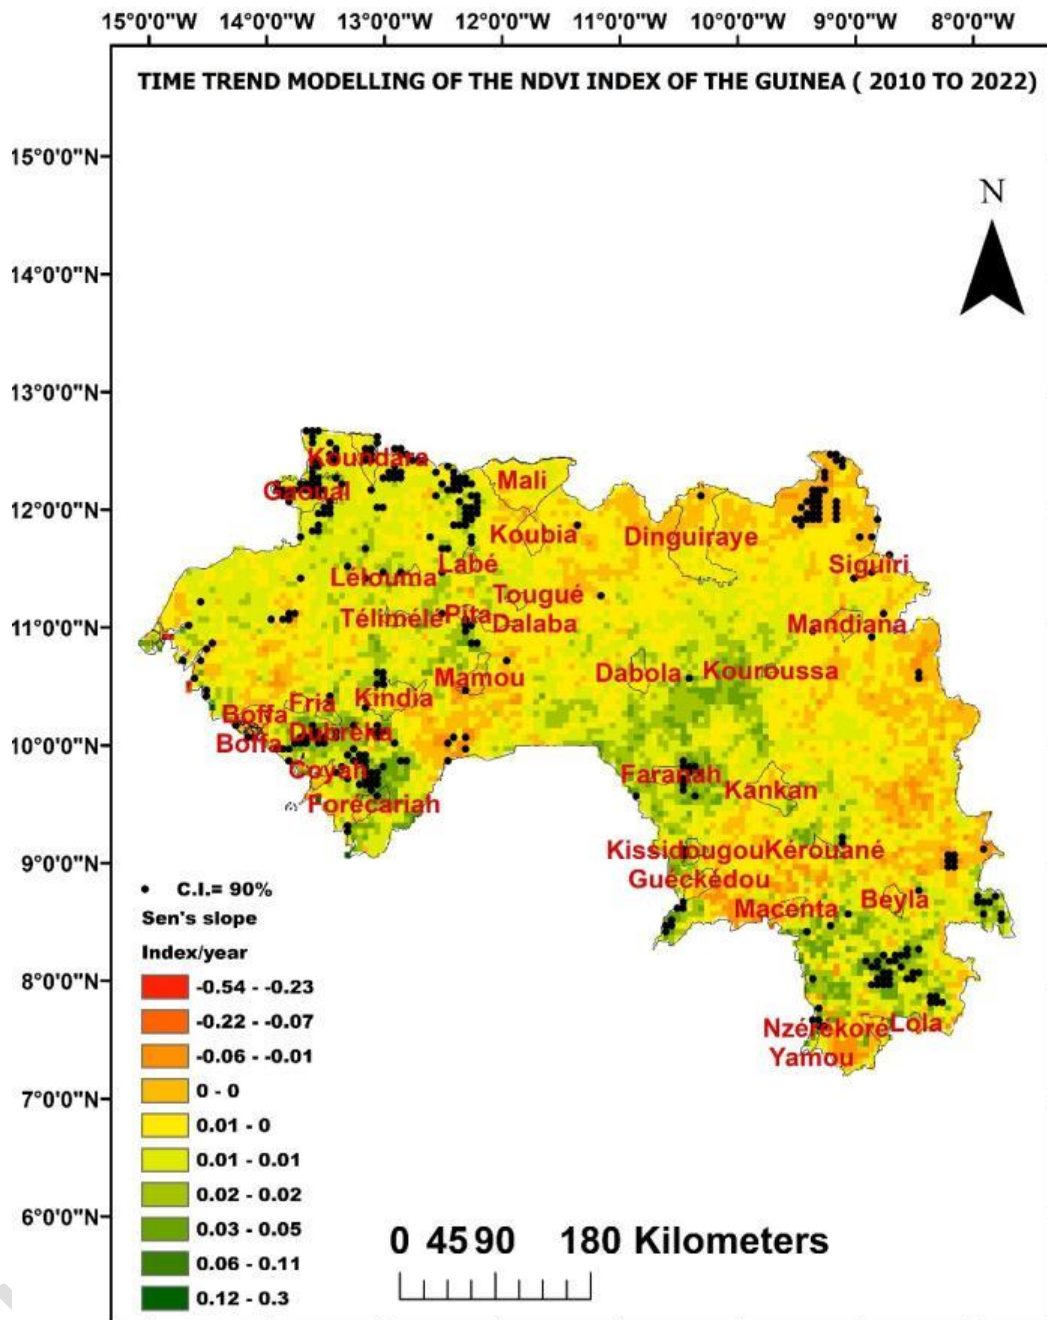 15°0'0"W 14°0'0"W 13°0'0"W 12°0'0"W 11°0'0"W 10°0'0"W 9°0'0"W 8°0'0"W
TIME TREND MODELLING OF THE NDVI INDEX OF THE GUINEA ( 2010 TO 2022)
15°0'0"N
N
14°0'0"N
13°0'0"N
Koundara
Gaoual
Mali
12°0'0"N
Koubia
Dinguiraye
Labé
Siguiri
Lélouma
Tougué
Télimélé
Pita
Dalaba
Mandiana
11°0'0"N
Mamou
Dabola
Kouroussa
Fria
Kindia
Boffa
Dubréka
Boffa
10°0'0"N
Coyah
Faranah
Forécariah
Kankan
9°0'0"N
Kissidougou
Kérouané
Guéckédou
Macenta
Beyla
C.I.= 90%
Sen's slope
Index/year
8°0'0"N
-0.54 - -0.23
-0.22 - -0.07
Nzérékoré
Lola
Yamou
-0.06 - -0.01
7°0'0"N
0 - 0
0.01 - 0
0.01 - 0.01
0.02 - 0.02
6°0'0"N
0.03 - 0.05
0.06 - 0.11
0.12 - 0.3
0 45 90 180 Kilometers